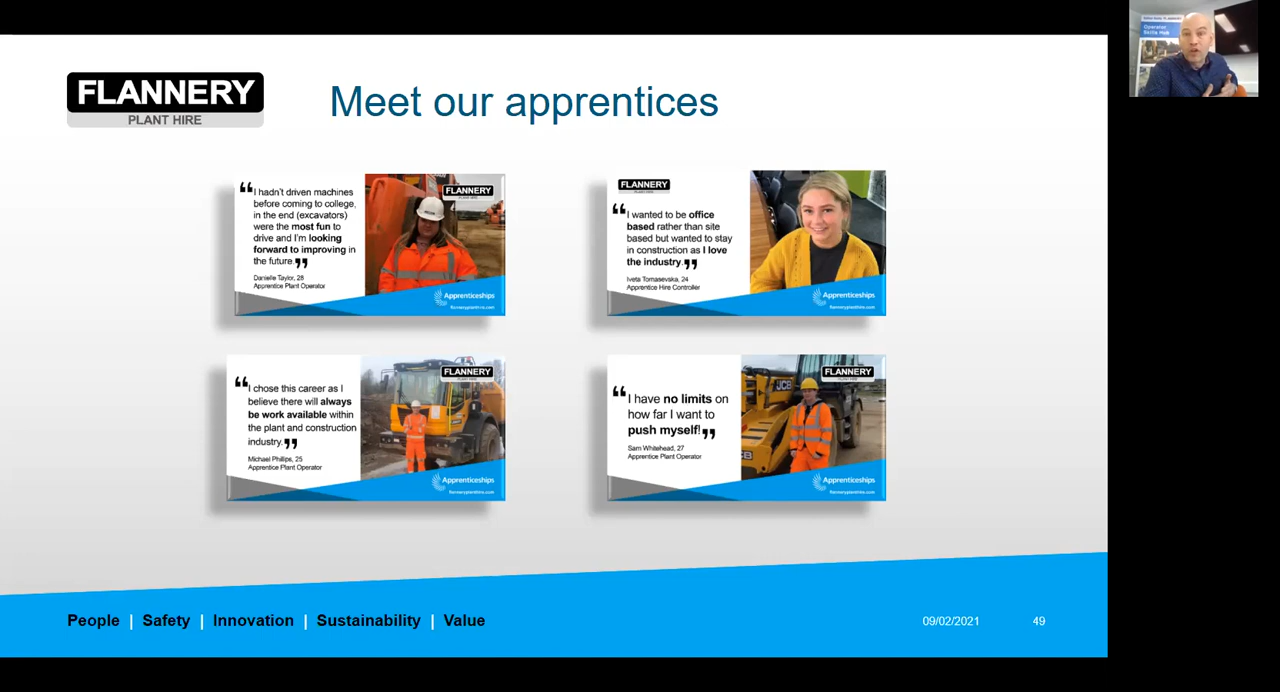 FLANNERY
PLANT HIRE
Meet our apprentices
“I hadn't driven machines
before coming to college,
in the end (excavators)
were the most fun to
drive and I'm looking
forward to improving in
the future.”
Danielle Taylor, 28
Apprentice Plant Operator
FLANNERY
PLANT HIRE
Apprenticeships
flanneryplanthire.com
FLANNERY
PLANT HIRE
“I wanted to be office
based rather than site
based but wanted to stay
in construction as I love
the industry.”
Iveta Tomasevska, 24
Apprentice Hire Controller
Apprenticeships
flanneryplanthire.com
“I chose this career as I
believe there will always
be work available within
the plant and construction
industry.”
Michael Phillips, 25
Apprentice Plant Operator
FLANNERY
PLANT HIRE
Apprenticeships
flanneryplanthire.com
“I have no limits on
how far I want to
push myself!”
Sam Whitehead, 27
Apprentice Plant Operator
JCB
FLANNERY
PLANT HIRE
Apprenticeships
flanneryplanthire.com
People | Safety | Innovation | Sustainability | Value
09/02/2021
49
Operator
Skills Hub